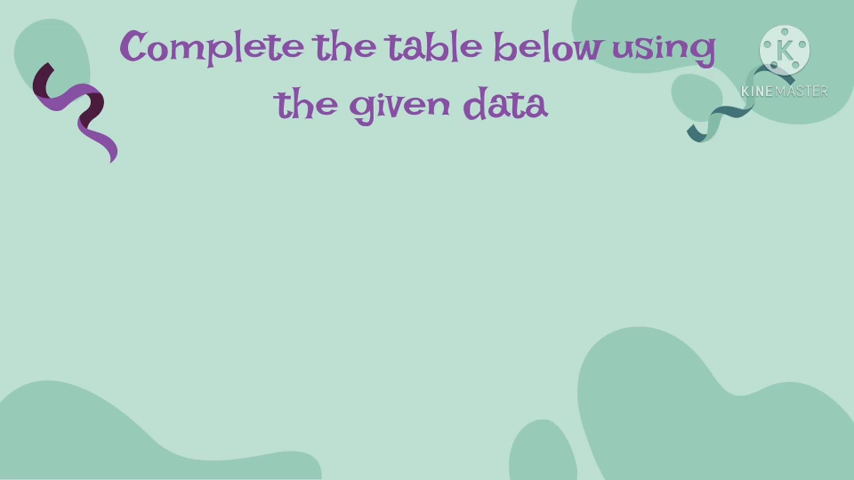 Complete the table below using
the given data
K
KINEMASTER